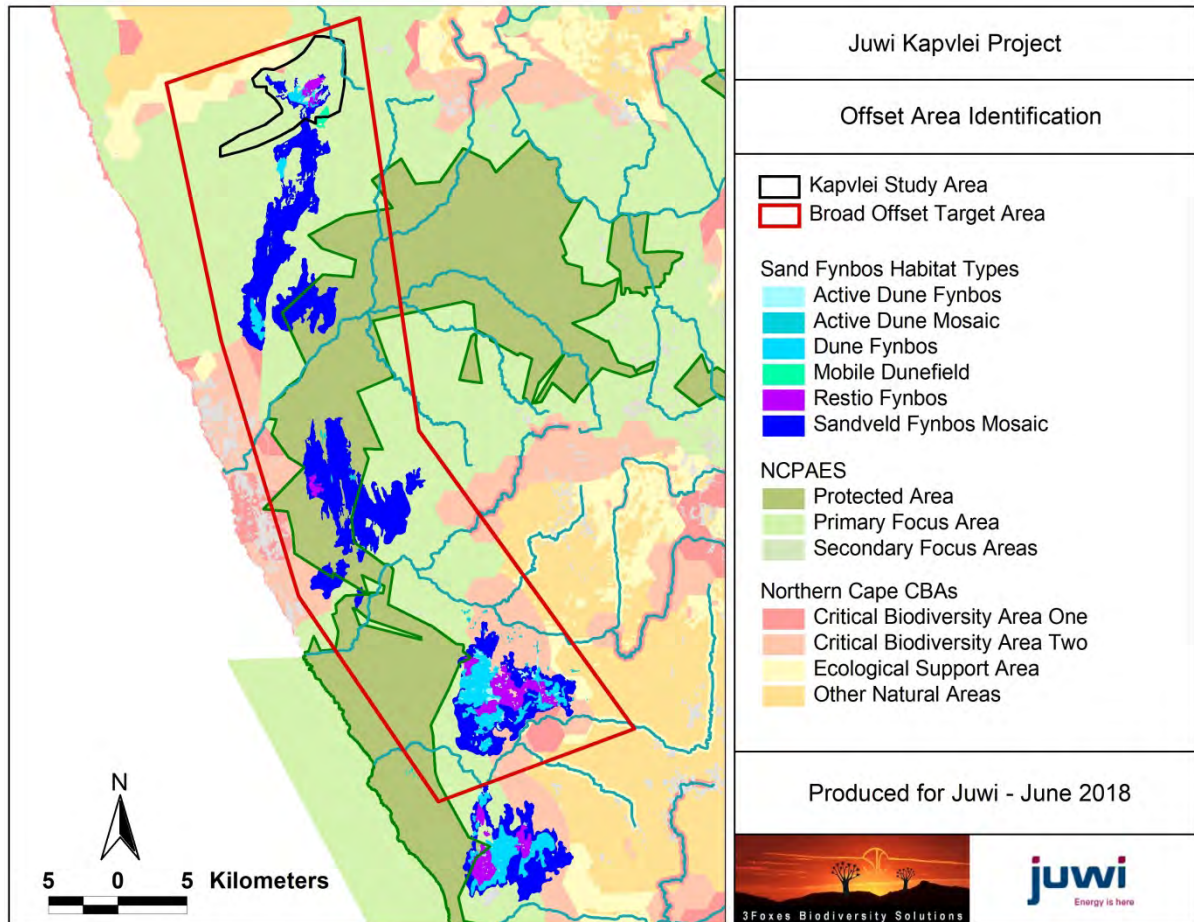 Juwi Kapvlei Project
Offset Area Identification
Kapvlei Study Area
Broad Offset Target Area
Sand Fynbos Habitat Types
Active Dune Fynbos
Active Dune Mosaic
Dune Fynbos
Mobile Dunefield
Restio Fynbos
Sandveld Fynbos Mosaic
NCPAES
Protected Area
Primary Focus Area
Secondary Focus Areas
Northern Cape CBAs
Critical Biodiversity Area One
Critical Biodiversity Area Two
Ecological Support Area
Other Natural Areas
Produced for Juwi - June 2018
N
5 0 5 Kilometers
3Foxes Biodiversity Solutions
juwi
Energy is here